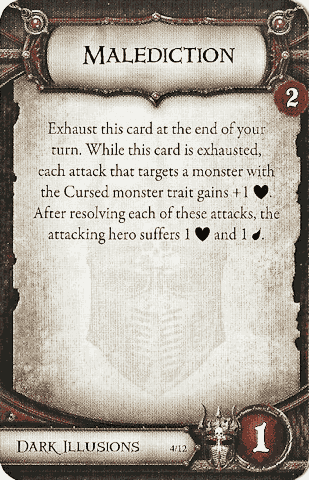 MALEDICTION
2
Exhaust this card at the end of your
turn. While this card is exhausted,
each attack that targets a monster with
the Cursed monster trait gains +1 ♥.
After resolving each of these attacks, the
attacking hero suffers 1 ♥ and 1 💧.
DARK ILLUSIONS
4/12
1